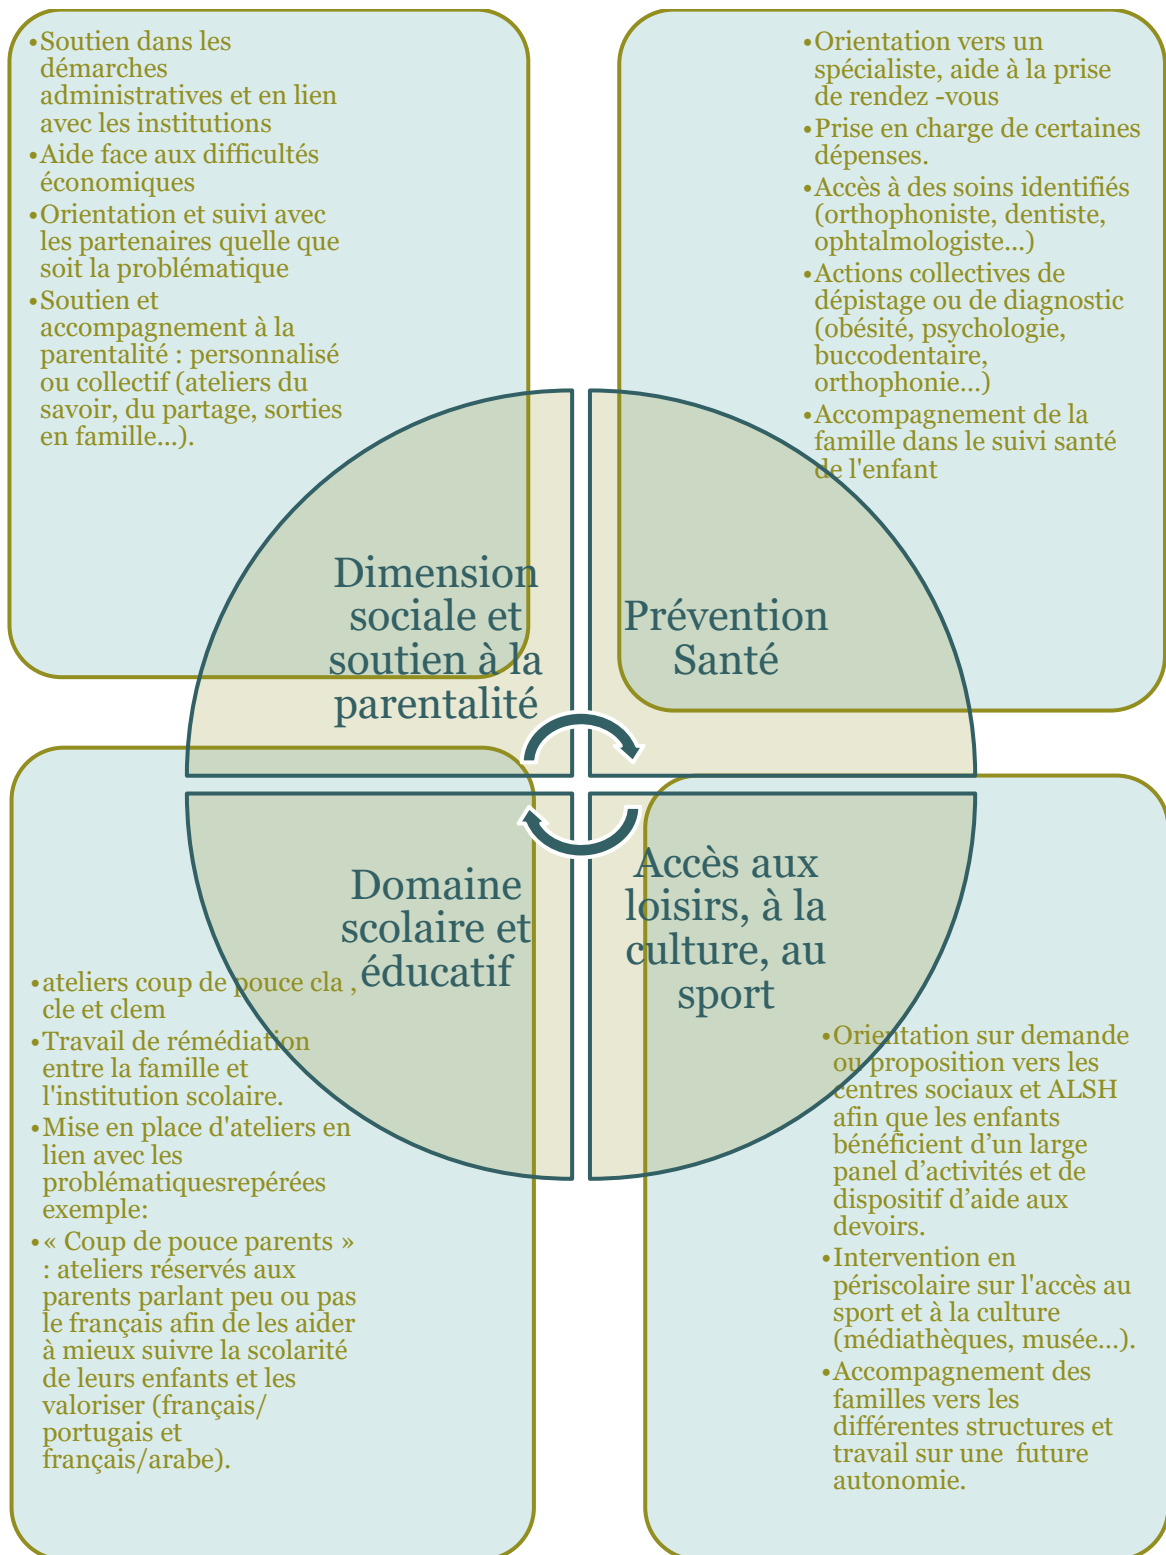 •Soutien dans les
démarches
administratives et en lien
avec les institutions
•Aide face aux difficultés
économiques
•Orientation et suivi avec
les partenaires quelle que
soit la problématique
•Soutien et
accompagnement à la
parentalité : personnalisé
ou collectif (ateliers du
savoir, du partage, sorties
en famille...).
•Orientation vers un
spécialiste, aide à la prise
de rendez -vous
•Prise en charge de certaines
dépenses.
•Accès à des soins identifiés
(orthophoniste, dentiste,
ophtalmologiste...)
•Actions collectives de
dépistage ou de diagnostic
(obésité, psychologie,
buccodentaire,
orthophonie...)
•Accompagnement de la
famille dans le suivi santé
de l'enfant
Dimension
sociale et
soutien à la
parentalité
Prévention
Santé
Domaine
scolaire et
éducatif
Accès aux
loisirs, à la
culture, au
sport
•ateliers coup de pouce cla ,
cle et clem
•Travail de rémédiation
entre la famille et
l'institution scolaire.
•Mise en place d'ateliers en
lien avec les
problématiquesrepérées
exemple:
•« Coup de pouce parents »
: ateliers réservés aux
parents parlant peu ou pas
le français afin de les aider
à mieux suivre la scolarité
de leurs enfants et les
valoriser (français/
portugais et
français/arabe).
•Orientation sur demande
ou proposition vers les
centres sociaux et ALSH
afin que les enfants
bénéficient d’un large
panel d’activités et de
dispositif d’aide aux
devoirs.
•Intervention en
périscolaire sur l'accès au
sport et à la culture
(médiathèques, musée...).
•Accompagnement des
familles vers les
différentes structures et
travail sur une  future
autonomie.